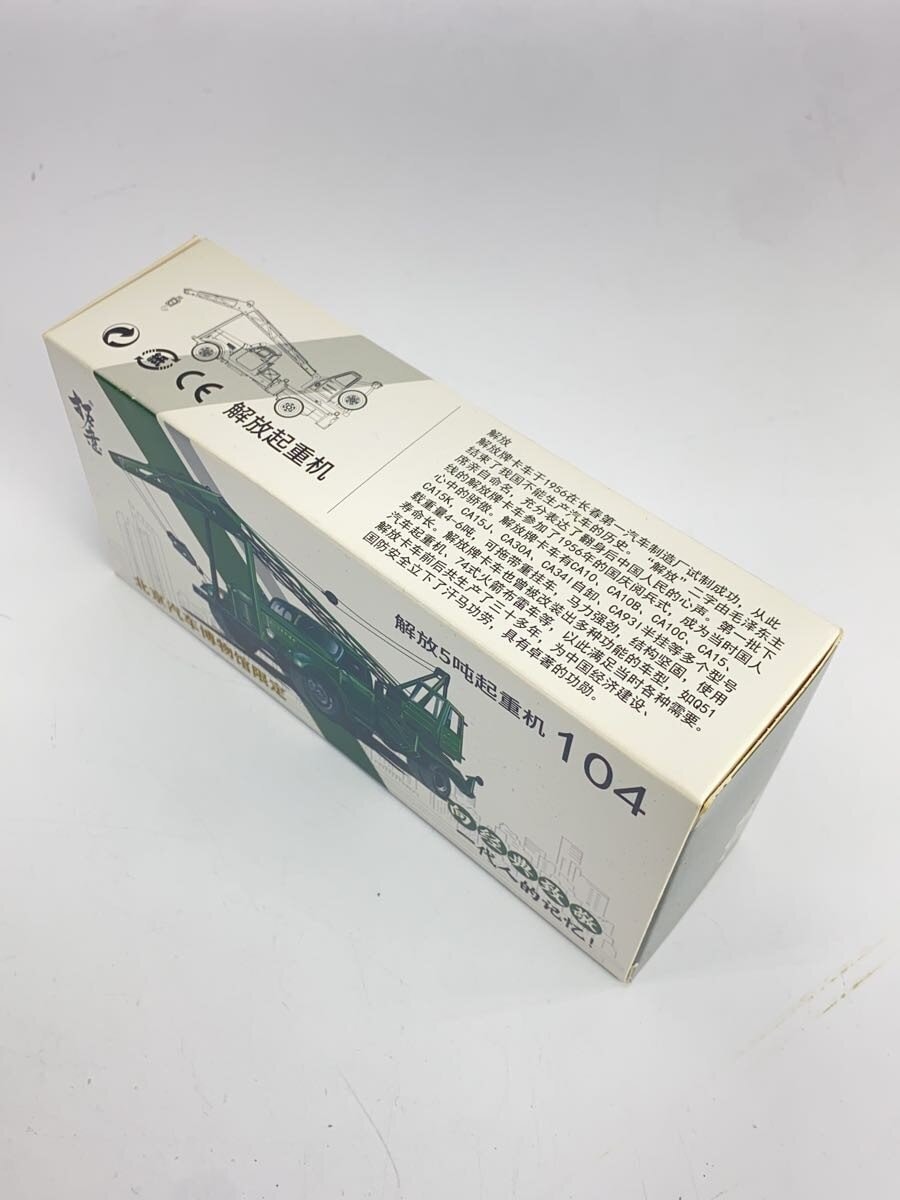 CE
解放起重机
解放
解放牌卡车于1956在长春第一汽车制造厂试制成功，从此
结束了我国不能生产汽车的历史。“解放”二字由毛泽东主
席亲自命名，充分表达了翻身后中国人民的心声。第一批下
线的解放牌卡车参加了1956年的国庆阅兵式，成为当时国人
心中的骄傲。解放牌卡车有CA10、CA10B、CA10C、CA15、
CA15K、CA15J、CA30A、CA341自卸、CA931半挂等多个型号
载重量4-6吨，可拖带重挂车，马力强劲，结构坚固，使用
寿命长。解放牌卡车也曾被改装出多种功能的车型，如Q51
汽车起重机、74式火箭布雷车等，以此满足当时各种需要。
解放卡车前后共生产了三十多年，为中国经济建设、
国防安全立下了汗马功劳，具有卓著的功勋。
北京汽车博物馆限定
解放5吨起重机 104
向经典致敬
一代人的记忆！